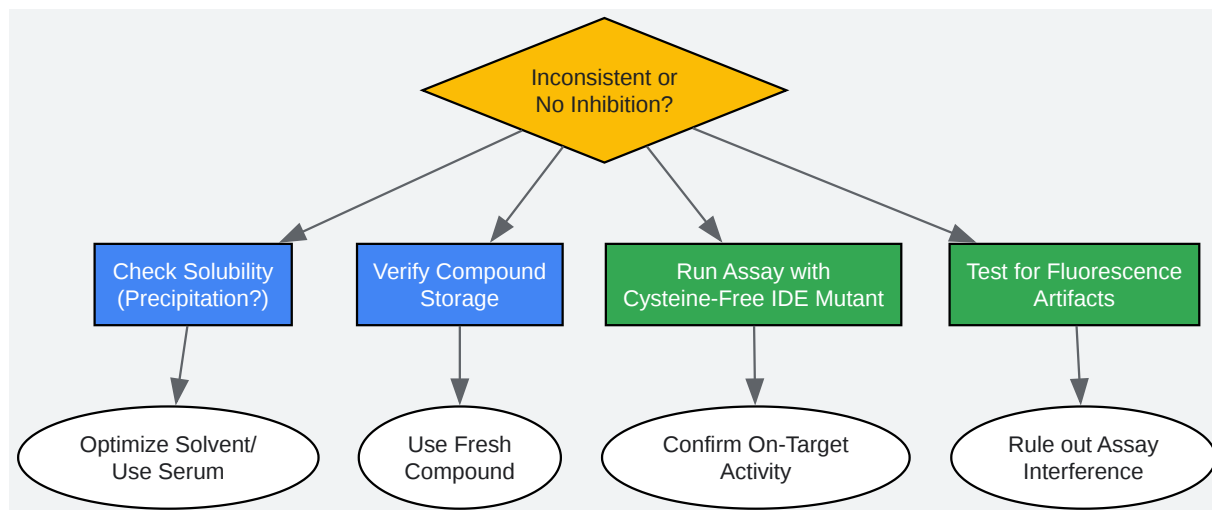 Inconsistent or
No Inhibition?
Check Solubility
(Precipitation?)
Verify Compound
Storage
Run Assay with
Cysteine-Free IDE Mutant
Test for Fluorescence
Artifacts
Optimize Solvent/
Use Serum
Use Fresh
Compound
Confirm On-Target
Activity
Rule out Assay
Interference